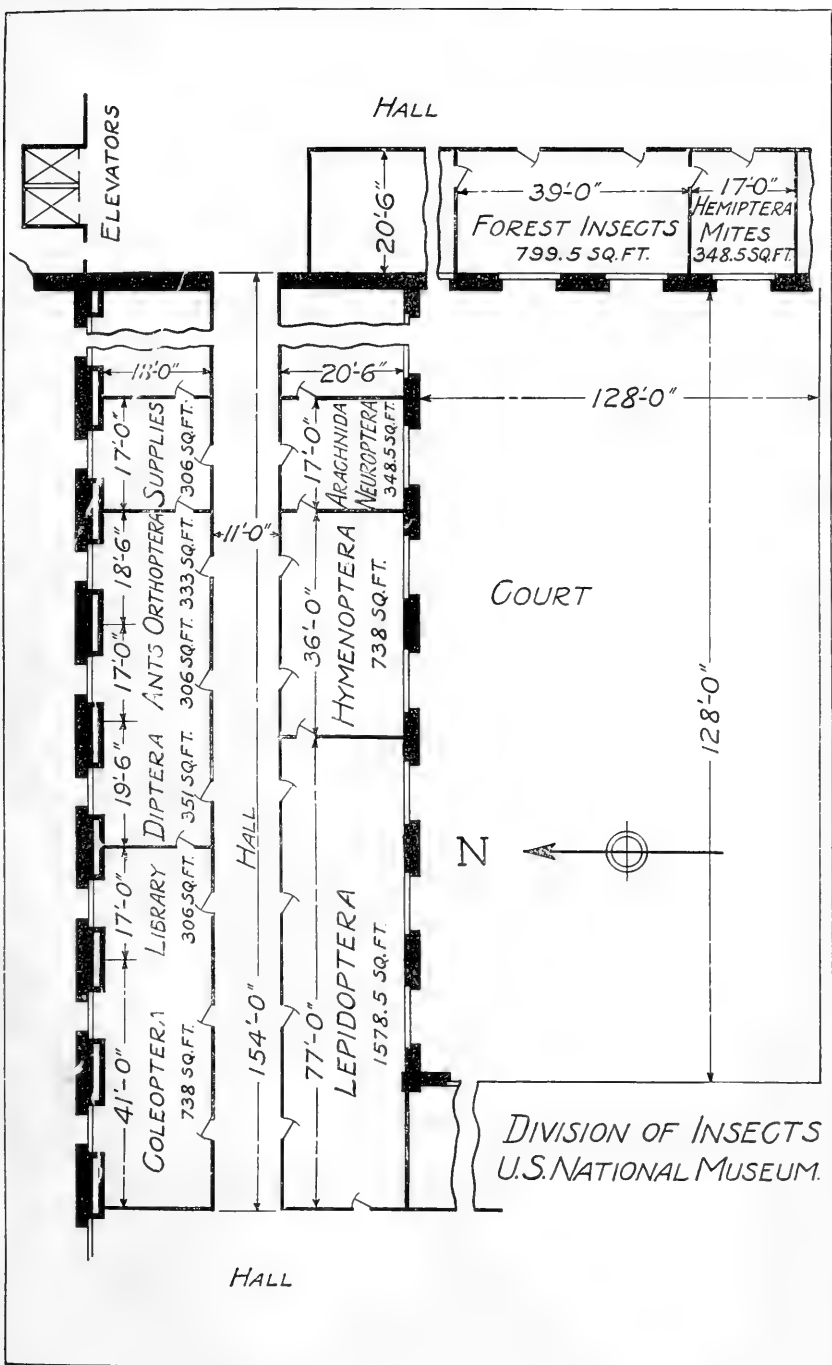 HALL
ELEVATORS
20'-6"
39'-0"
FOREST INSECTS
799.5 SQ.FT.
17'-0"
HEMIPTERA
MITES
348.5 SQ.FT.
18'-0"
20'-6"
128'-0"
17'-0"
SUPPLIES
306 SQ.FT.
17'-0"
ARACHNIDA
NEUROPTERA
348.5 SQ.FT.
18'-6"
ORTHOPTERA
333 SQ.FT.
11'-0"
36'-0"
HYMENOPTERA
738 SQ.FT.
COURT
17'-0"
ANTS
306 SQ.FT.
128'-0"
19'-6"
DIPTERA
351 SQ.FT.
HALL
N
17'-0"
LIBRARY
306 SQ.FT.
154'-0"
77'-0"
LEPIDOPTERA
1578.5 SQ.FT.
41'-0"
COLEOPTERA
738 SQ.FT.
DIVISION OF INSECTS
U.S. NATIONAL MUSEUM.
HALL